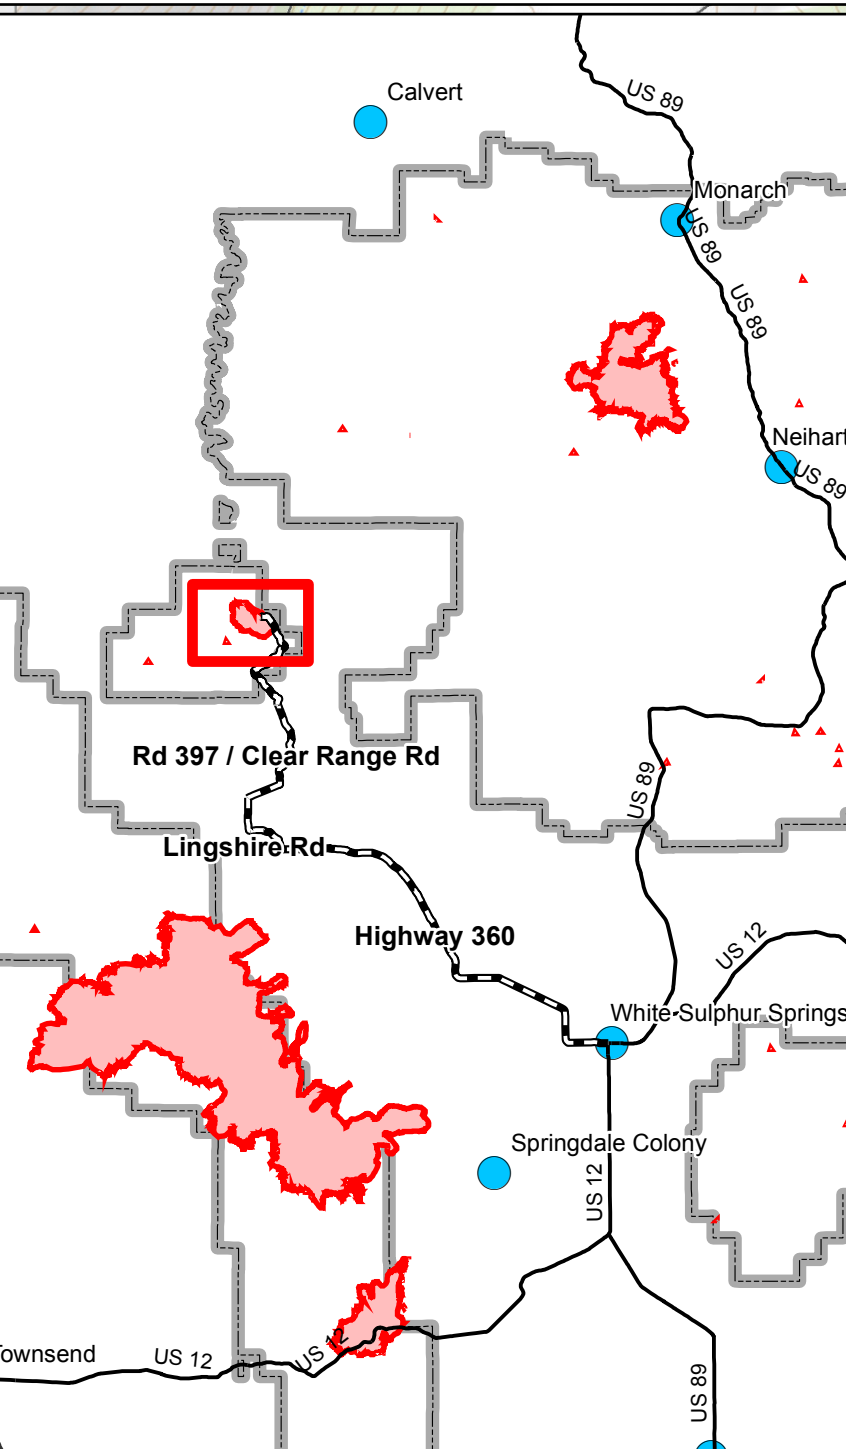 Calvert
US 89
Monarch
US 89
US 89
Neihart
US 89
Rd 397 / Clear Range Rd
US 89
Lingshire Rd
Highway 360
US 12
White Sulphur Springs
Springdale Colony
US 12
Townsend
US 12
US 12
US 89